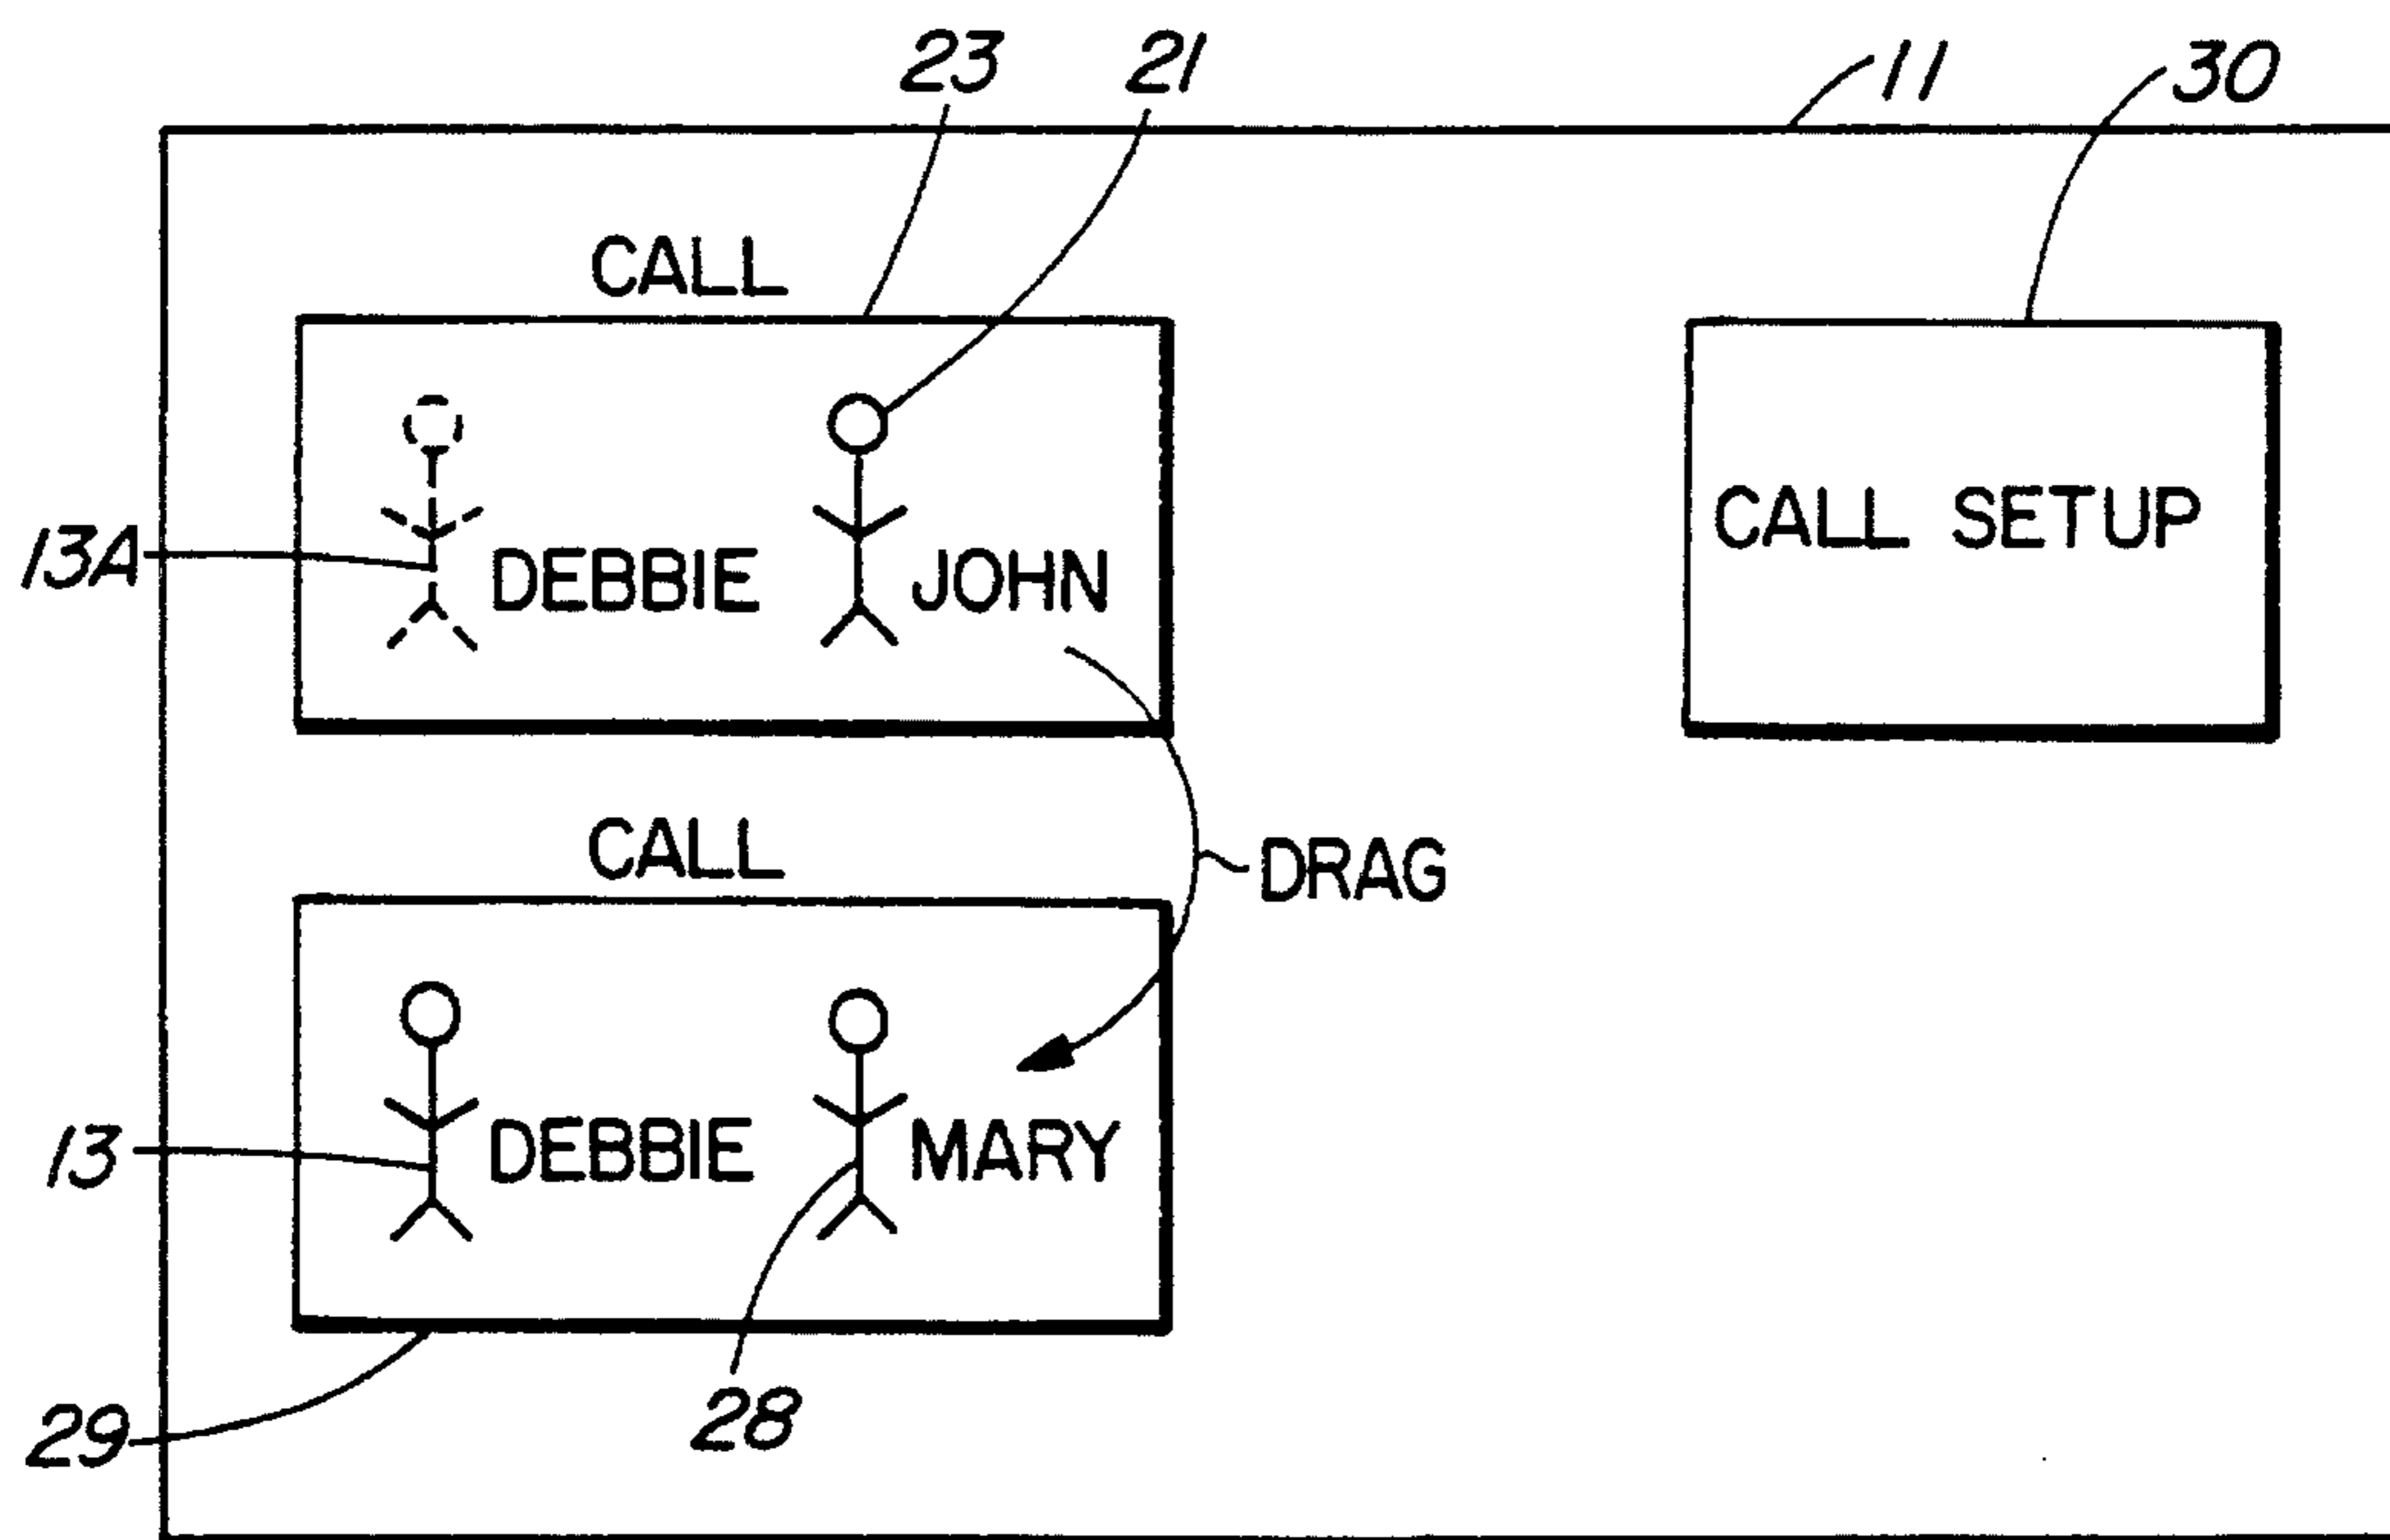 23 21 11 30
CALL
CALL SETUP
13A DEBBIE JOHN
CALL
DRAG
13 DEBBIE MARY
29 28